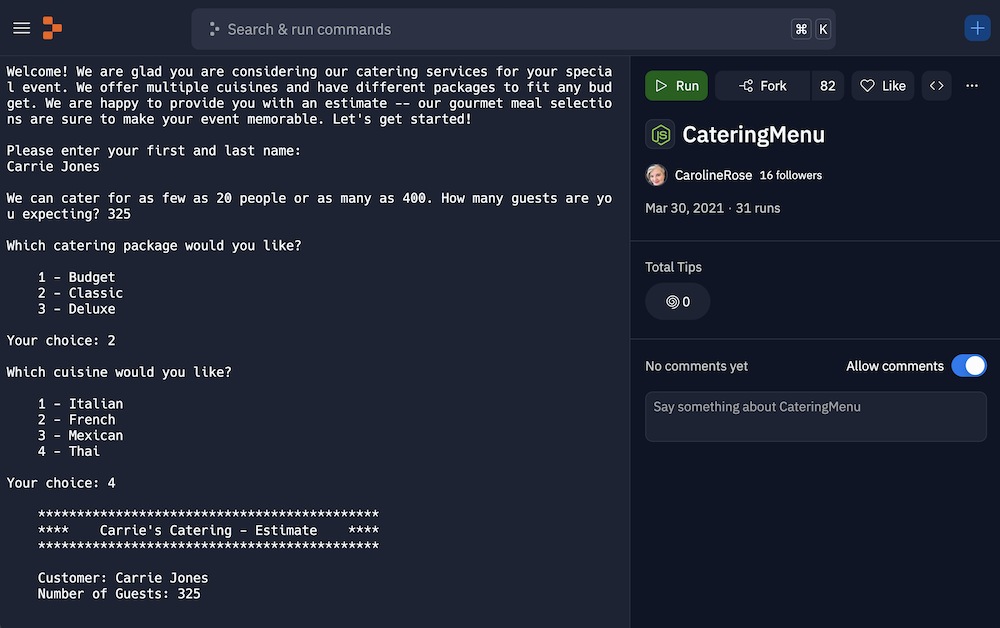 Search & run commands
⌘ K
Welcome! We are glad you are considering our catering services for your specia
l event. We offer multiple cuisines and have different packages to fit any bud
get. We are happy to provide you with an estimate -- our gourmet meal selectio
ns are sure to make your event memorable. Let's get started!
Please enter your first and last name:
Carrie Jones
We can cater for as few as 20 people or as many as 400. How many guests are yo
u expecting? 325
Which catering package would you like?
1 - Budget
2 - Classic
3 - Deluxe
Your choice: 2
Which cuisine would you like?
1 - Italian
2 - French
3 - Mexican
4 - Thai
Your choice: 4
********************************************
**** Carrie's Catering - Estimate ****
********************************************
Customer: Carrie Jones
Number of Guests: 325
Run
Fork
82
Like
<>
JS
CateringMenu
CarolineRose 16 followers
Mar 30, 2021 · 31 runs
Total Tips
0
No comments yet
Allow comments
Say something about CateringMenu